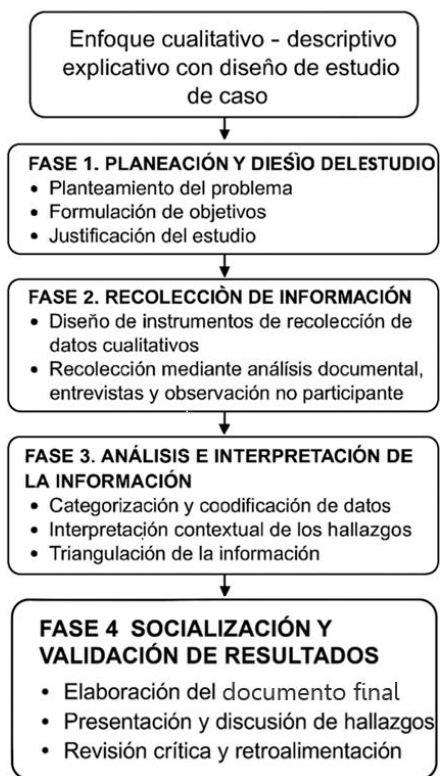 Enfoque cualitativo – descriptivo
explicativo con diseño de estudio
de caso
FASE 1. PLANEACIÓN Y DIESÌO DELESTUDIO
• Planteamiento del problema
• Formulación de objetivos
• Justificación del estudio
FASE 2. RECOLECCIÒN DE INFORMACIÓN
• Diseño de instrumentos de recolección de
datos cualitativos
• Recolección mediante análisis documental,
entrevistas y observación no participante
FASE 3. ANÁLISIS E INTERPRETACIÓN DE
LA INFORMACIÓN
• Categorización y coodificación de datos
• Interpretación contextual de los hallazgos
• Triangulación de la información
FASE 4 SOCIALIZACIÓN Y
VALIDACIÓN DE RESULTADOS
• Elaboración del documento final
• Presentación y discusión de hallazgos
• Revisión crítica y retroalimentación